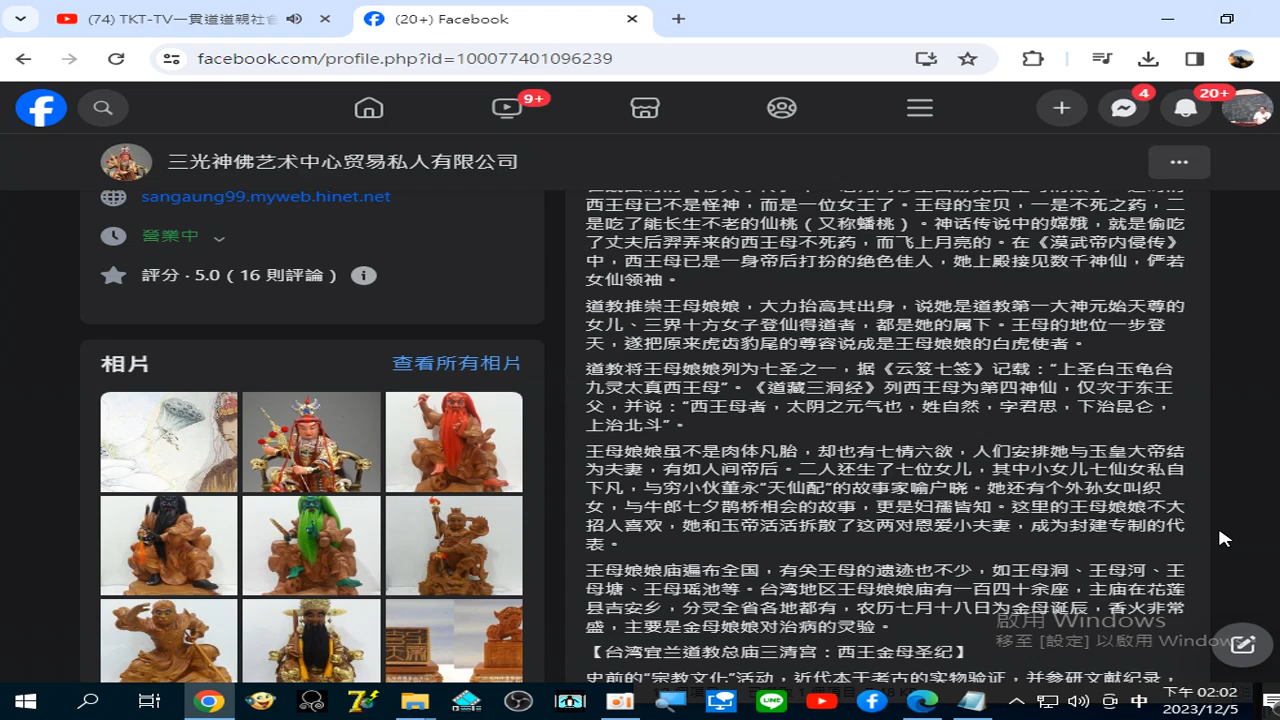 (74) TKT-TV一貫道道親社會
(20+) Facebook
facebook.com/profile.php?id=100077401096239
9+
4
20+
三光神佛艺术中心贸易私人有限公司
sangaung99.myweb.hinet.net
營業中
評分 · 5.0（16 則評論）
相片
查看所有相片
西王母已不是怪神，而是一位女王了。王母的宝贝，一是不死之药，二
是吃了能长生不老的仙桃（又称蟠桃）。神话传说中的嫦娥，就是偷吃
了丈夫后羿弄来的西王母不死药，而飞上月亮的。在《漠武帝内侵传》
中，西王母已是一身帝后打扮的绝色佳人，她上殿接见数千神仙，俨若
女仙领袖。
道教推崇王母娘娘，大力抬高其出身，说她是道教第一大神元始天尊的
女儿、三界十方女子登仙得道者，都是她的属下。王母的地位一步登
天，遂把原来虎齿豹尾的尊容说成是王母娘娘的白虎使者。
道教将王母娘娘列为七圣之一，据《云笈七签》记载：“上圣白玉龟台
九灵太真西王母”。《道藏三洞经》列西王母为第四神仙，仅次于东王
父，并说：“西王母者，太阴之元气也，姓自然，字君思，下治昆仑，
上治北斗”。
王母娘娘虽不是肉体凡胎，却也有七情六欲，人们安排她与玉皇大帝结
为夫妻，有如人间帝后。二人还生了七位女儿，其中小女儿七仙女私自
下凡，与穷小伙董永“天仙配”的故事家喻户晓。她还有个外孙女叫织
女，与牛郎七夕鹊桥相会的故事，更是妇孺皆知。这里的王母娘娘不大
招人喜欢，她和玉帝活活拆散了这两对恩爱小夫妻，成为封建专制的代
表。
王母娘娘庙遍布全国，有关王母的遗迹也不少，如王母洞、王母河、王
母塘、王母瑶池等。台湾地区王母娘娘庙有一百四十余座，主庙在花莲
县吉安乡，分灵全省各地都有，农历七月十八日为金母诞辰，香火非常
盛，主要是金母娘娘对治病的灵验。
【台湾宜兰道教总庙三清宫：西王金母圣纪】
史前的“宗教文化”活动，近代本于考古的实物验证，并参研文献纪录，
啟用 Windows
移至 [設定] 以啟用 Window
中
下午 02:02
2023/12/5